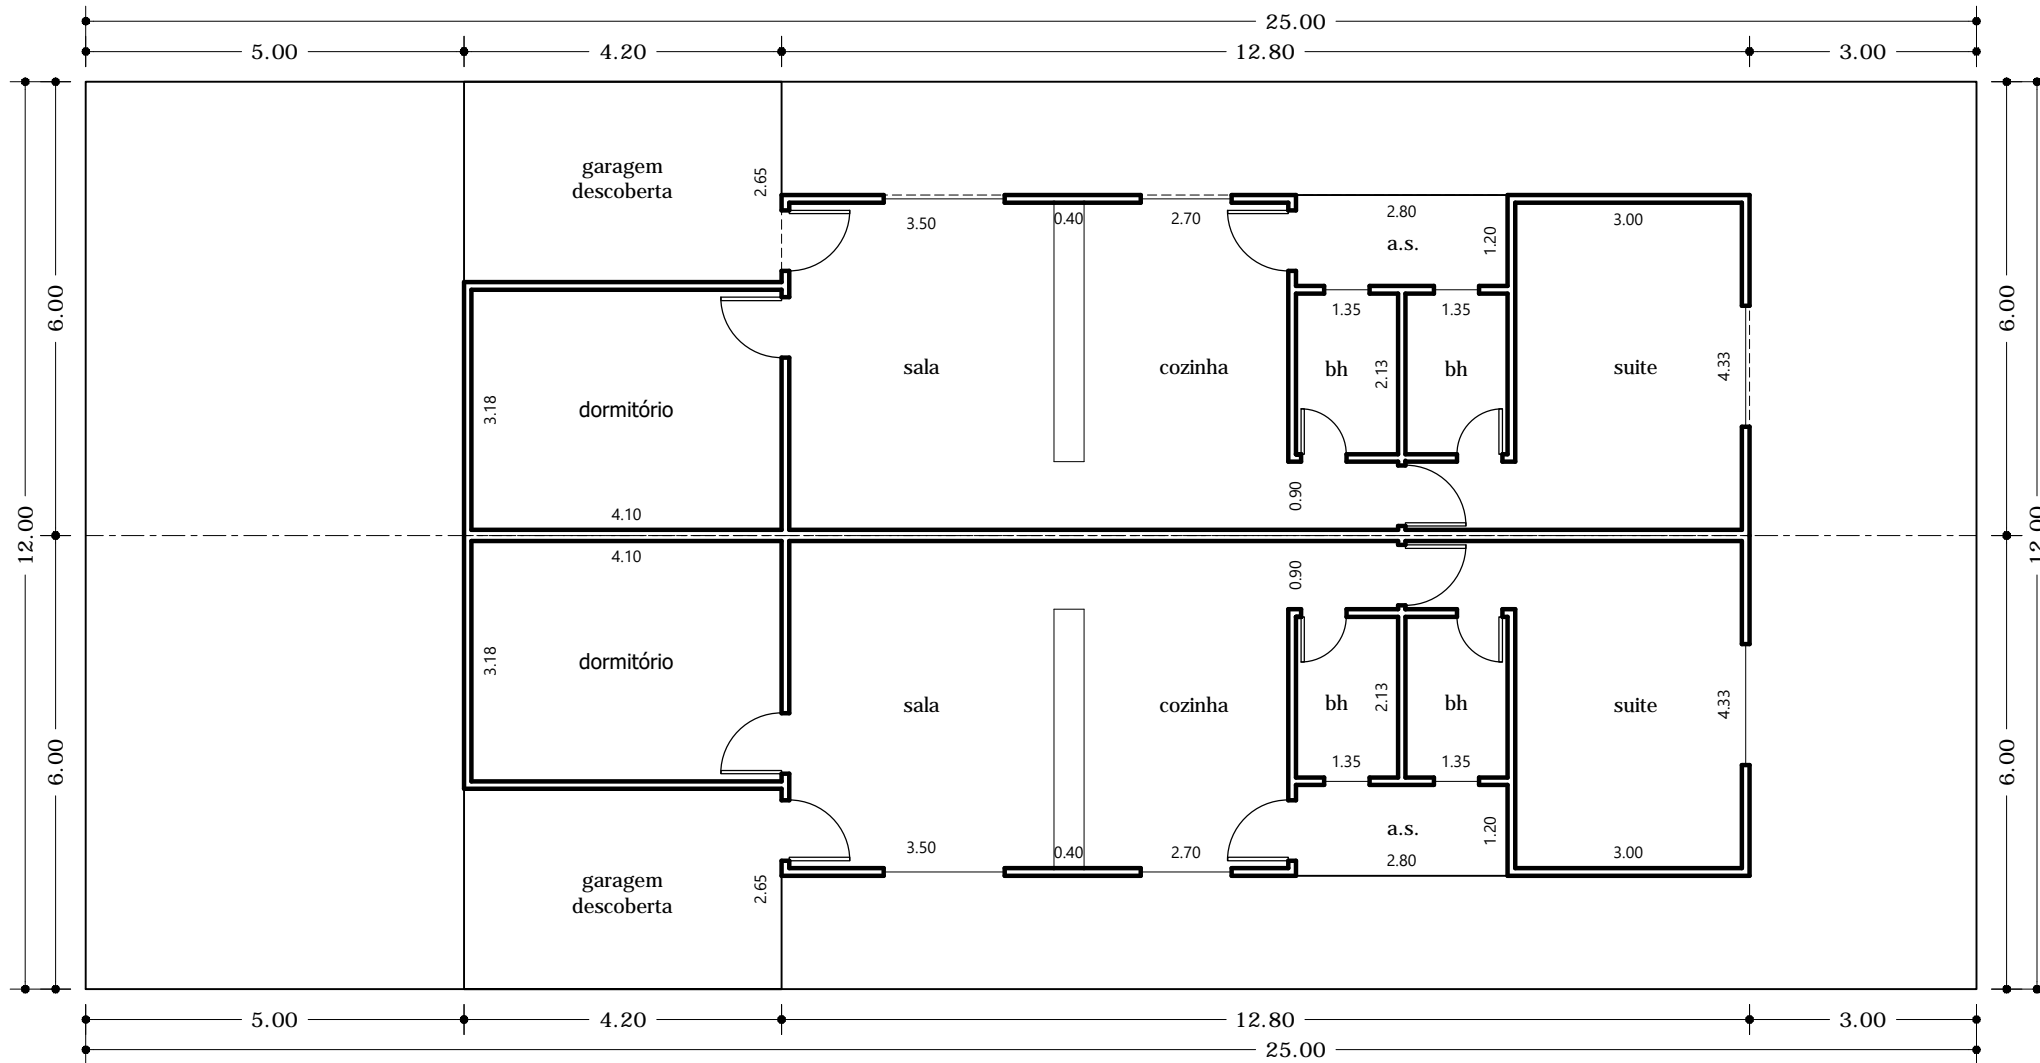 25.00
5.00 4.20 12.80 3.00
garagem
descoberta
2.65
3.50 0.40 2.70 2.80 3.00
a.s.
1.20
1.35 1.35
6.00 6.00
sala cozinha bh 2.13 bh suite 4.33
3.18 dormitório
0.90
4.10
12.00 12.00
4.10
0.90
3.18 dormitório
sala cozinha bh 2.13 bh suite 4.33
6.00 6.00
1.35 1.35
a.s.
1.20
3.50 0.40 2.70 2.80 3.00
garagem
descoberta
2.65
5.00 4.20 12.80 3.00
25.00